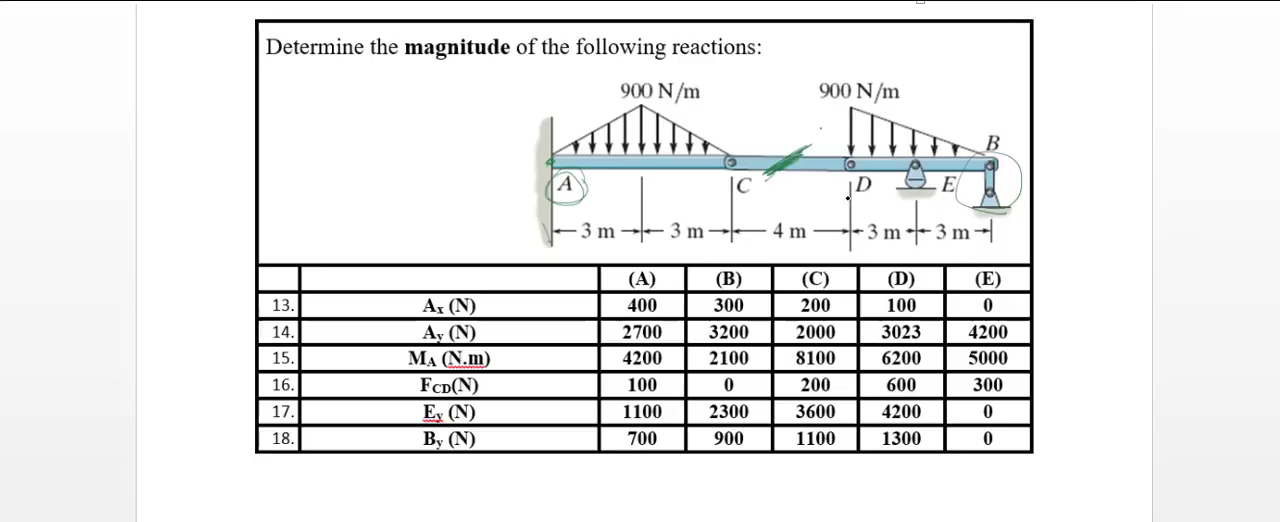 Determine the magnitude of the following reactions:
900 N/m 900 N/m
B
A C D E
3 m 3 m 4 m 3 m 3 m
(A) (B) (C) (D) (E)
13. Ax (N) 400 300 200 100 0
14. Ay (N) 2700 3200 2000 3023 4200
15. MA (N.m) 4200 2100 8100 6200 5000
16. FCD(N) 100 0 200 600 300
17. Ey (N) 1100 2300 3600 4200 0
18. By (N) 700 900 1100 1300 0